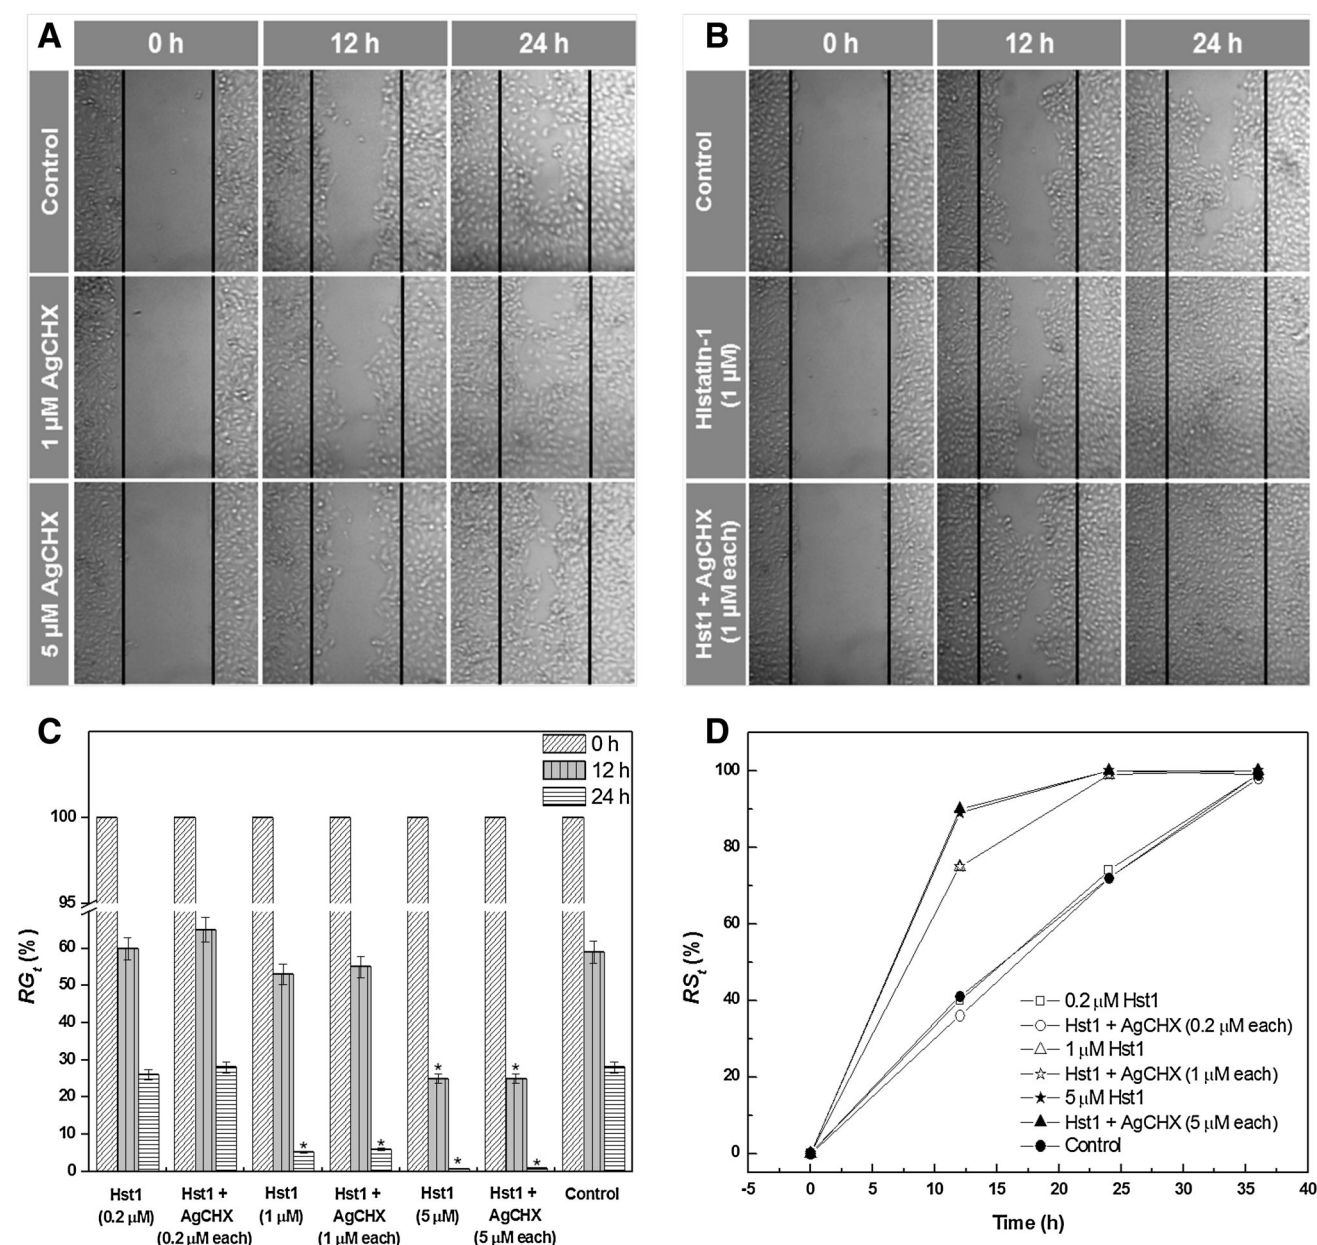 A
0 h
12 h
24 h
Control
1 µM AgCHX
5 µM AgCHX
B
0 h
12 h
24 h
Control
HIstatIn-1
(1 µM)
Hst1 + AgCHX
(1 µM each)
C
0 h
12 h
24 h
RGt (%)
100
95
60
50
40
30
20
10
0
*
*
*
*
*
*
Hst1
(0.2 µM)
Hst1 +
AgCHX
(0.2 µM each)
Hst1
(1 µM)
Hst1 +
AgCHX
(1 µM each)
Hst1
(5 µM)
Hst1 +
AgCHX
(5 µM each)
Control
D
RSt (%)
100
80
60
40
20
0
0.2 µM Hst1
Hst1 + AgCHX (0.2 µM each)
1 µM Hst1
Hst1 + AgCHX (1 µM each)
5 µM Hst1
Hst1 + AgCHX (5 µM each)
Control
-5 0 5 10 15 20 25 30 35 40
Time (h)